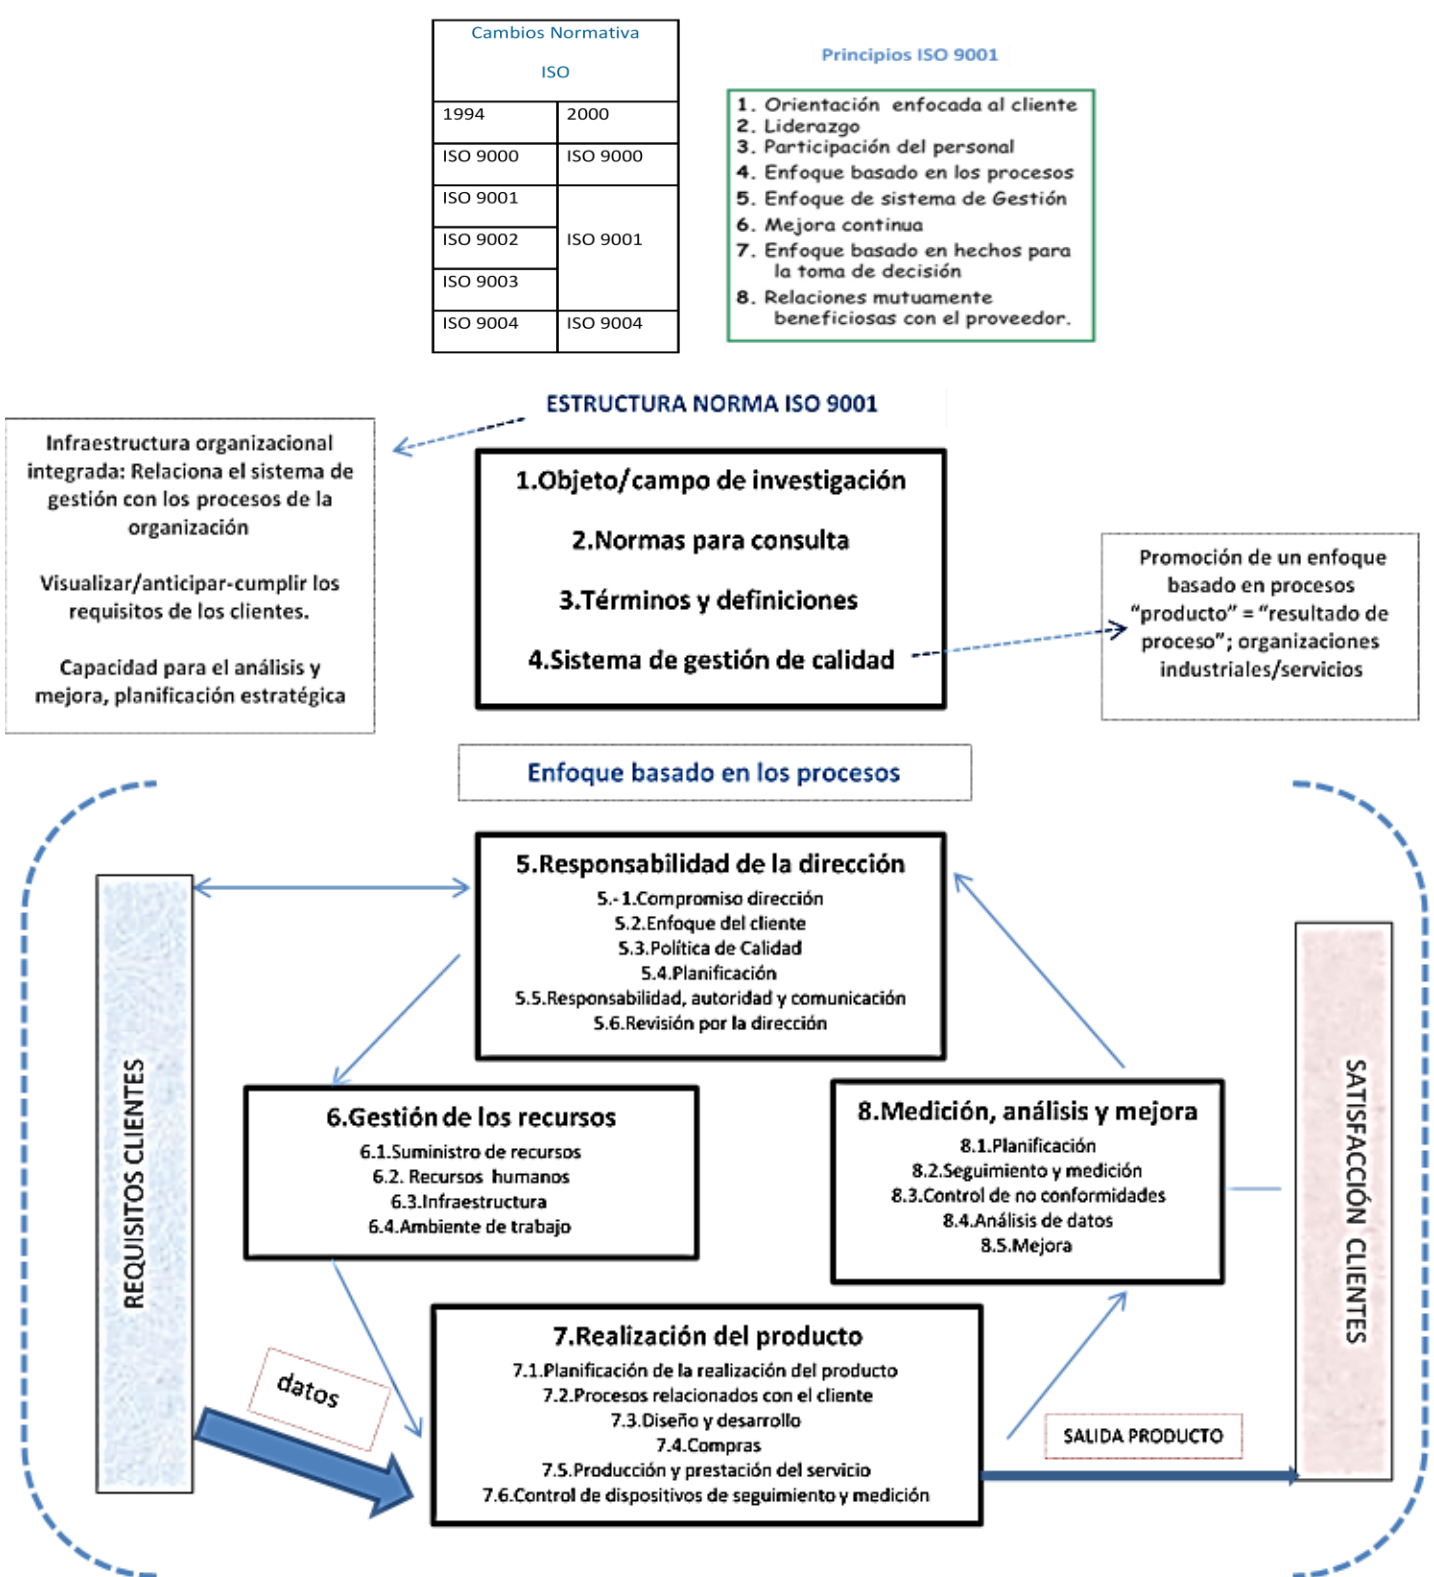 Cambios Normativa
ISO
1994 2000
ISO 9000 ISO 9000
ISO 9001
ISO 9002 ISO 9001
ISO 9003
ISO 9004 ISO 9004
Principios ISO 9001
1. Orientación enfocada al cliente
2. Liderazgo
3. Participación del personal
4. Enfoque basado en los procesos
5. Enfoque de sistema de Gestión
6. Mejora continua
7. Enfoque basado en hechos para
la toma de decisión
8. Relaciones mutuamente
beneficiosas con el proveedor.
ESTRUCTURA NORMA ISO 9001
Infraestructura organizacional
integrada: Relaciona el sistema de
gestión con los procesos de la
organización
Visualizar/anticipar-cumplir los
requisitos de los clientes.
Capacidad para el análisis y
mejora, planificación estratégica
1.Objeto/campo de investigación
2.Normas para consulta
3.Términos y definiciones
4.Sistema de gestión de calidad
Promoción de un enfoque
basado en procesos
“producto” = “resultado de
proceso”; organizaciones
industriales/servicios
Enfoque basado en los procesos
5.Responsabilidad de la dirección
5.-1.Compromiso dirección
5.2.Enfoque del cliente
5.3.Política de Calidad
5.4.Planificación
5.5.Responsabilidad, autoridad y comunicación
5.6.Revisión por la dirección
REQUISITOS CLIENTES
6.Gestión de los recursos
6.1.Suministro de recursos
6.2. Recursos humanos
6.3.Infraestructura
6.4.Ambiente de trabajo
8.Medición, análisis y mejora
8.1.Planificación
8.2.Seguimiento y medición
8.3.Control de no conformidades
8.4.Análisis de datos
8.5.Mejora
SATISFACCIÓN CLIENTES
datos
7.Realización del producto
7.1.Planificación de la realización del producto
7.2.Procesos relacionados con el cliente
7.3.Diseño y desarrollo
7.4.Compras
7.5.Producción y prestación del servicio
7.6.Control de dispositivos de seguimiento y medición
SALIDA PRODUCTO